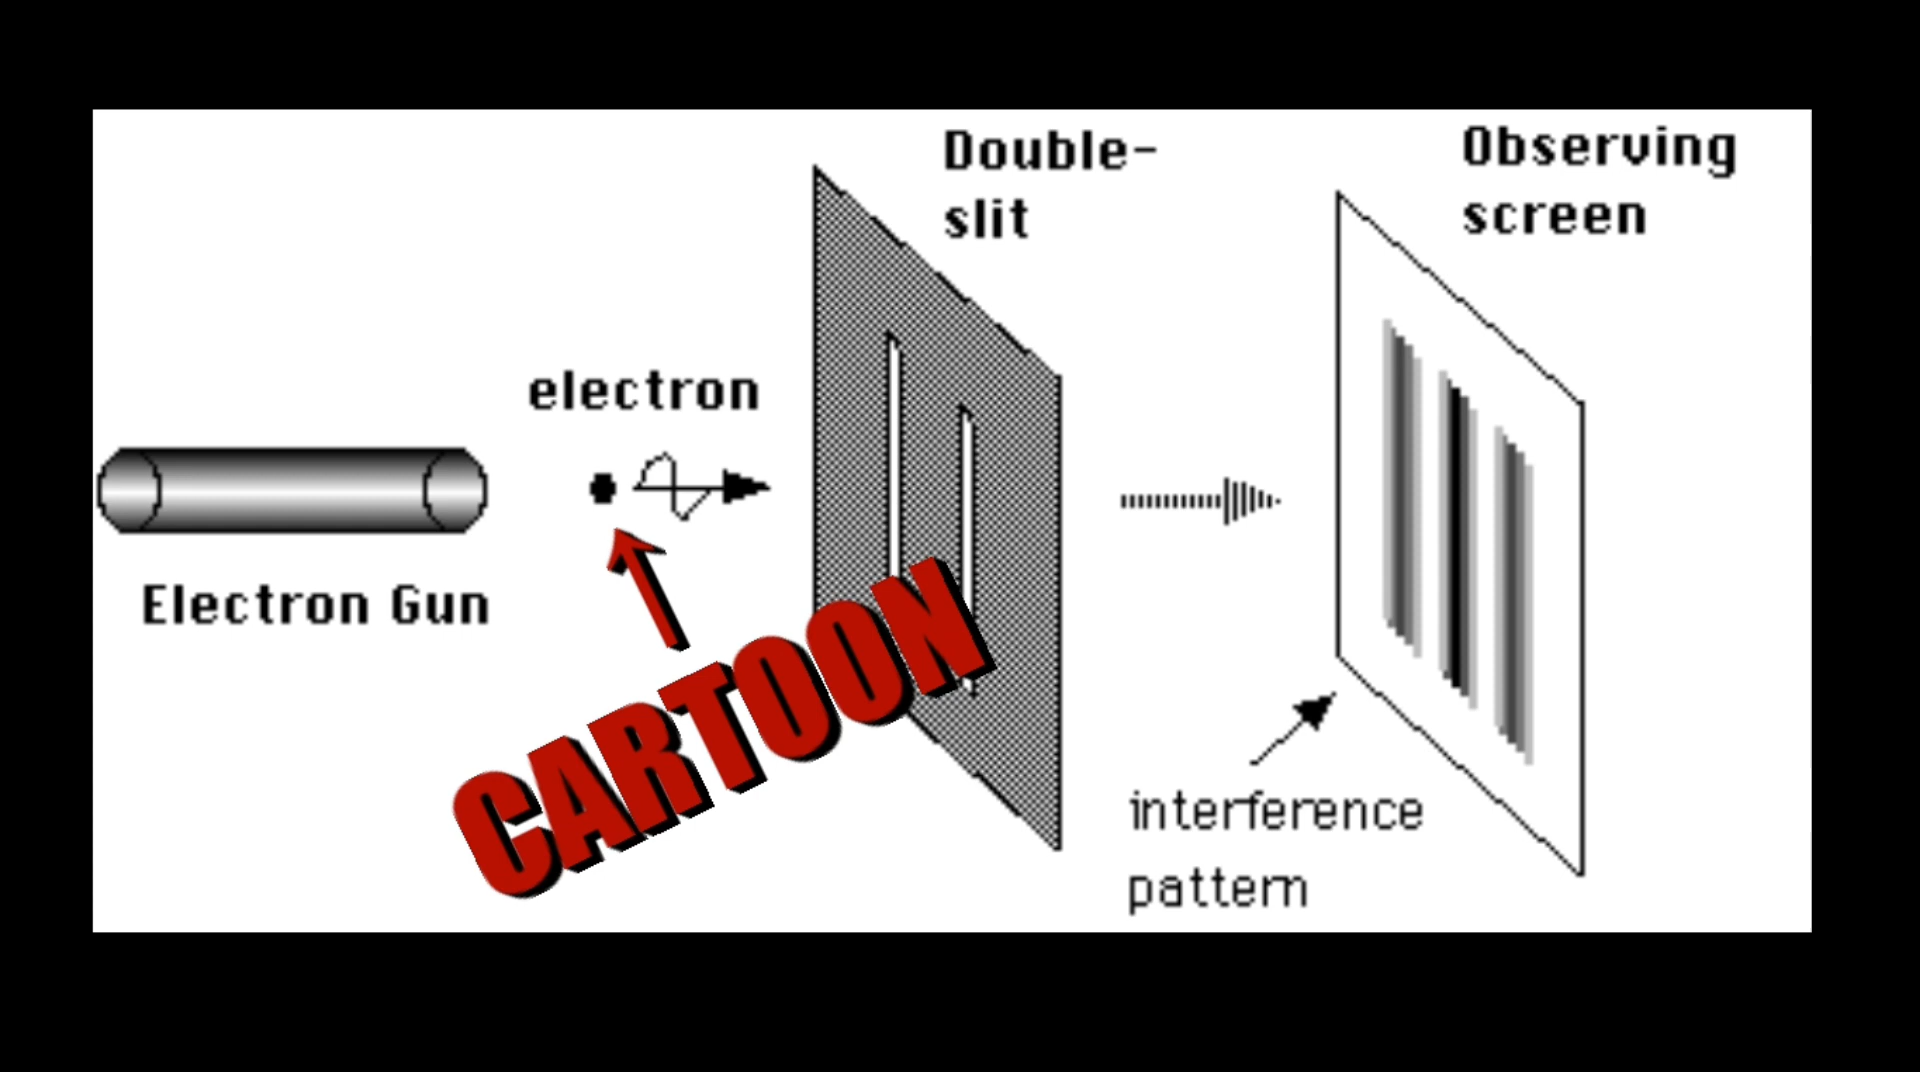 Double-
slit
Observing
screen
electron
Electron Gun
CARTOON
interference
pattern